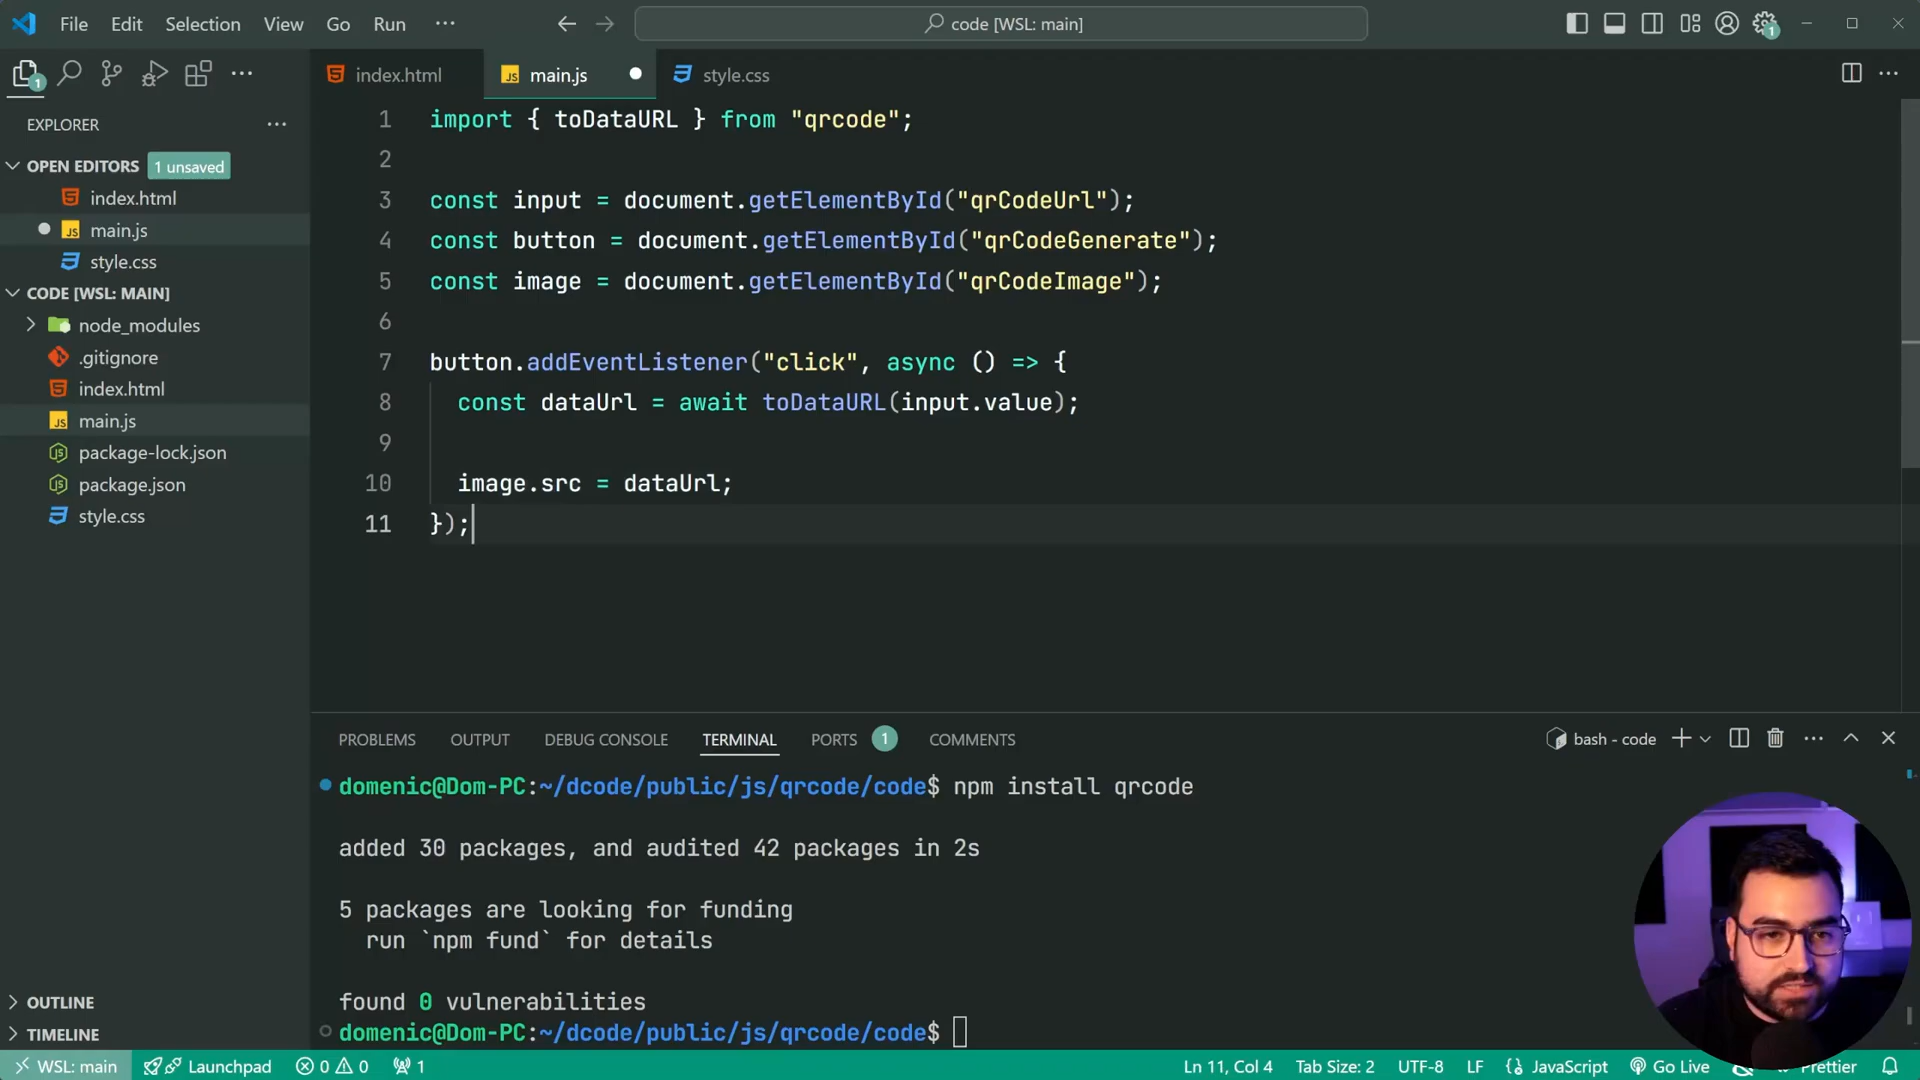 File Edit Selection View Go Run ··· code [WSL: main]
index.html
main.js
style.css
EXPLORER
OPEN EDITORS 1 unsaved
index.html
main.js
style.css
CODE [WSL: MAIN]
node_modules
.gitignore
index.html
main.js
package-lock.json
package.json
style.css
OUTLINE
TIMELINE
1 import { toDataURL } from "qrcode";
2
3 const input = document.getElementById("qrCodeUrl");
4 const button = document.getElementById("qrCodeGenerate");
5 const image = document.getElementById("qrCodeImage");
6
7 button.addEventListener("click", async () => {
8 const dataUrl = await toDataURL(input.value);
9
10 image.src = dataUrl;
11 });
PROBLEMS OUTPUT DEBUG CONSOLE TERMINAL PORTS 1 COMMENTS
bash - code
domenic@Dom-PC:~/dcode/public/js/qrcode/code$ npm install qrcode
added 30 packages, and audited 42 packages in 2s
5 packages are looking for funding
run `npm fund` for details
found 0 vulnerabilities
domenic@Dom-PC:~/dcode/public/js/qrcode/code$
WSL: main Launchpad 0 0 1 Ln 11, Col 4 Tab Size: 2 UTF-8 LF JavaScript Go Live Prettier